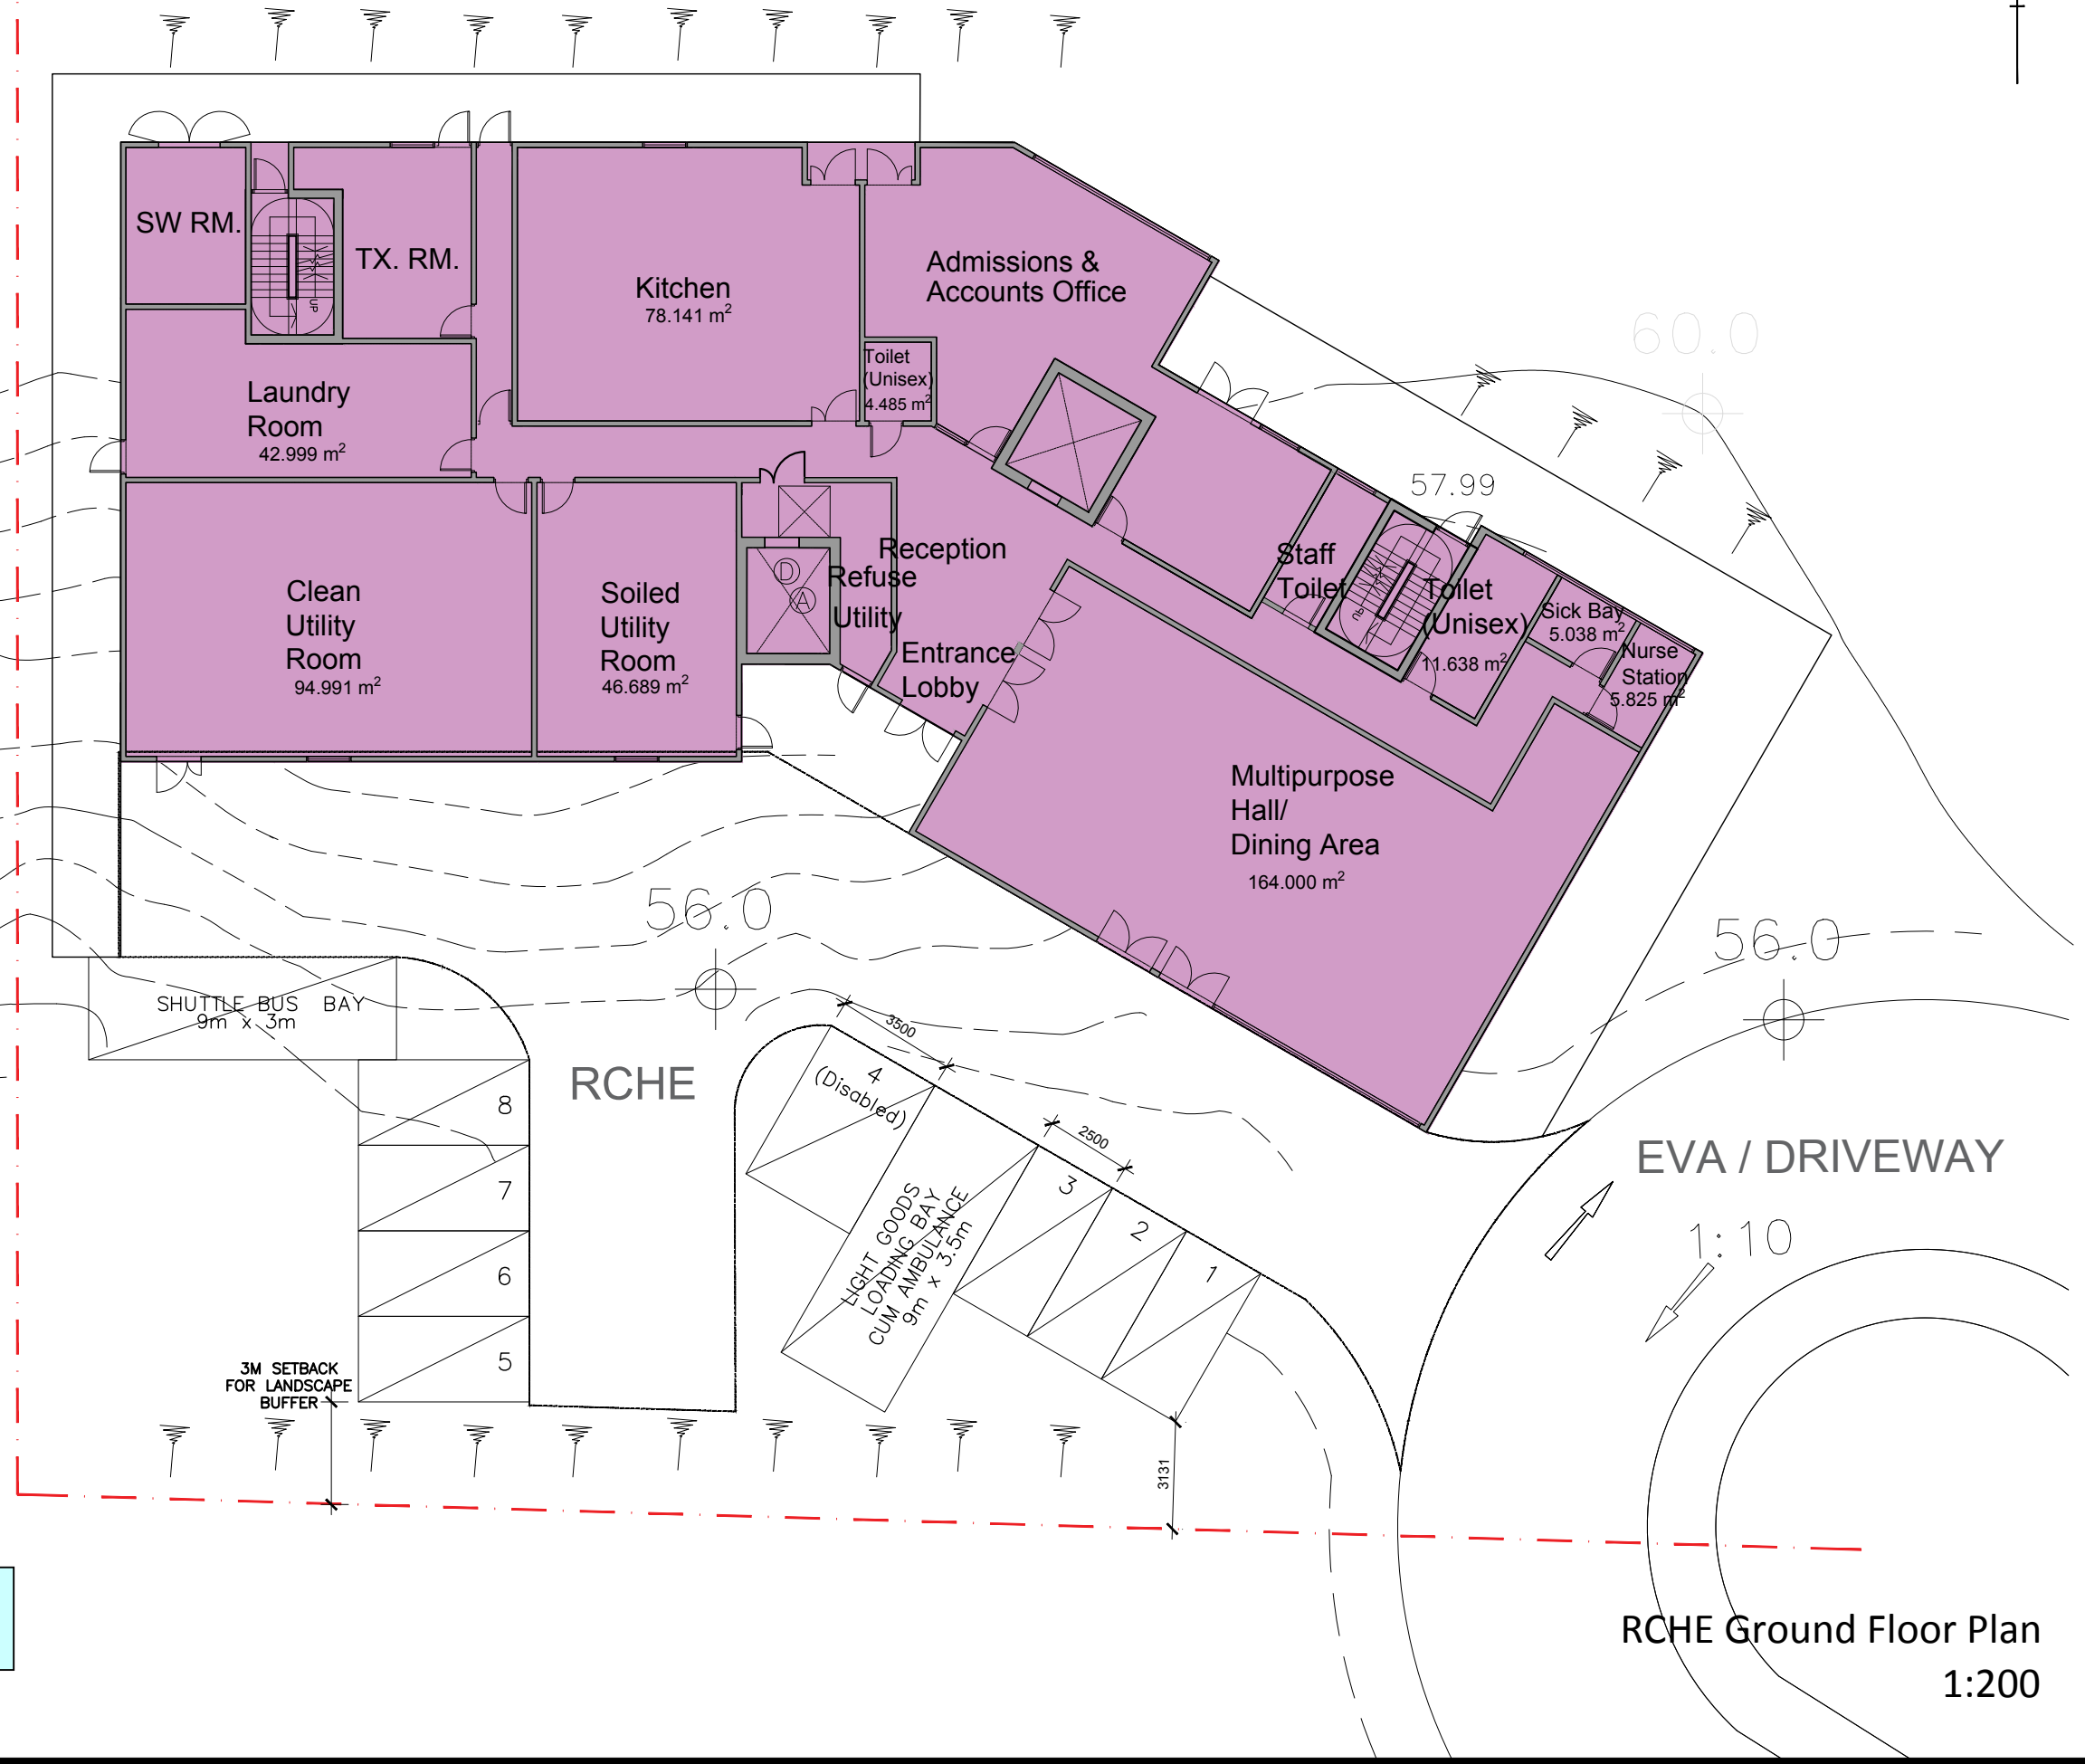 SW RM.
TX. RM.
UP
Kitchen
78.141 m²
Admissions &
Accounts Office
Toilet
(Unisex)
4.485 m²
Laundry
Room
42.999 m²
60.0
57.99
Clean
Utility
Room
94.991 m²
Soiled
Utility
Room
46.689 m²
D
A
Reception
Refuse
Utility
Entrance
Lobby
Staff
Toilet
UP
Toilet
(Unisex)
11.638 m²
Sick Bay
5.038 m²
Nurse
Station
5.825 m²
Multipurpose
Hall/
Dining Area
164.000 m²
56.0
56.0
SHUTTLE BUS BAY
9m x 3m
RCHE
3500
4
(Disabled)
2500
LIGHT GOODS
LOADING BAY
CUM AMBULANCE
9m x 3.5m
3
2
1
8
7
6
5
EVA / DRIVEWAY
1:10
3M SETBACK
FOR LANDSCAPE
BUFFER
3131
RCHE Ground Floor Plan
1:200